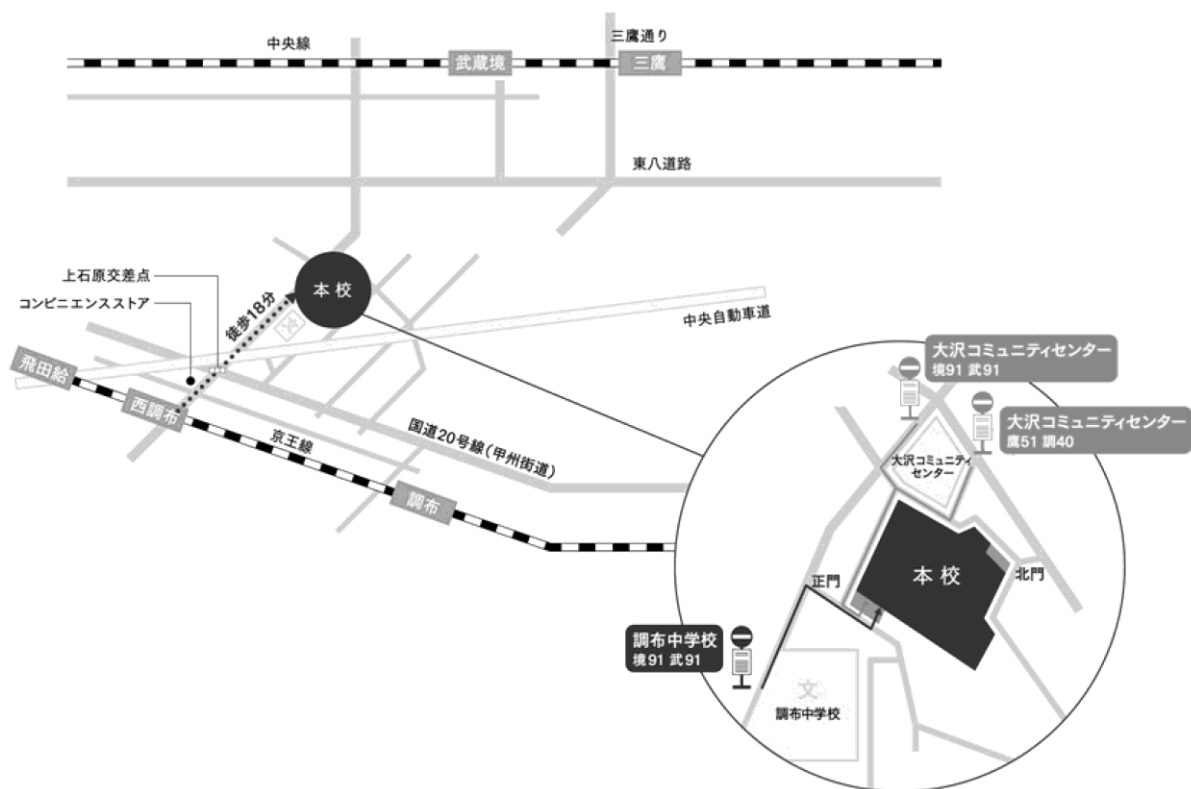 中央線
三鷹通り
武蔵境
三鷹
東八道路
上石原交差点
コンビニエンスストア
徒歩18分
本校
中央自動車道
飛田給
西調布
京王線
国道20号線(甲州街道)
調布
大沢コミュニティセンター
境91 武91
大沢コミュニティセンター
鷹51 調40
大沢コミュニティ
センター
本校
正門
北門
調布中学校
境91 武91
文
調布中学校